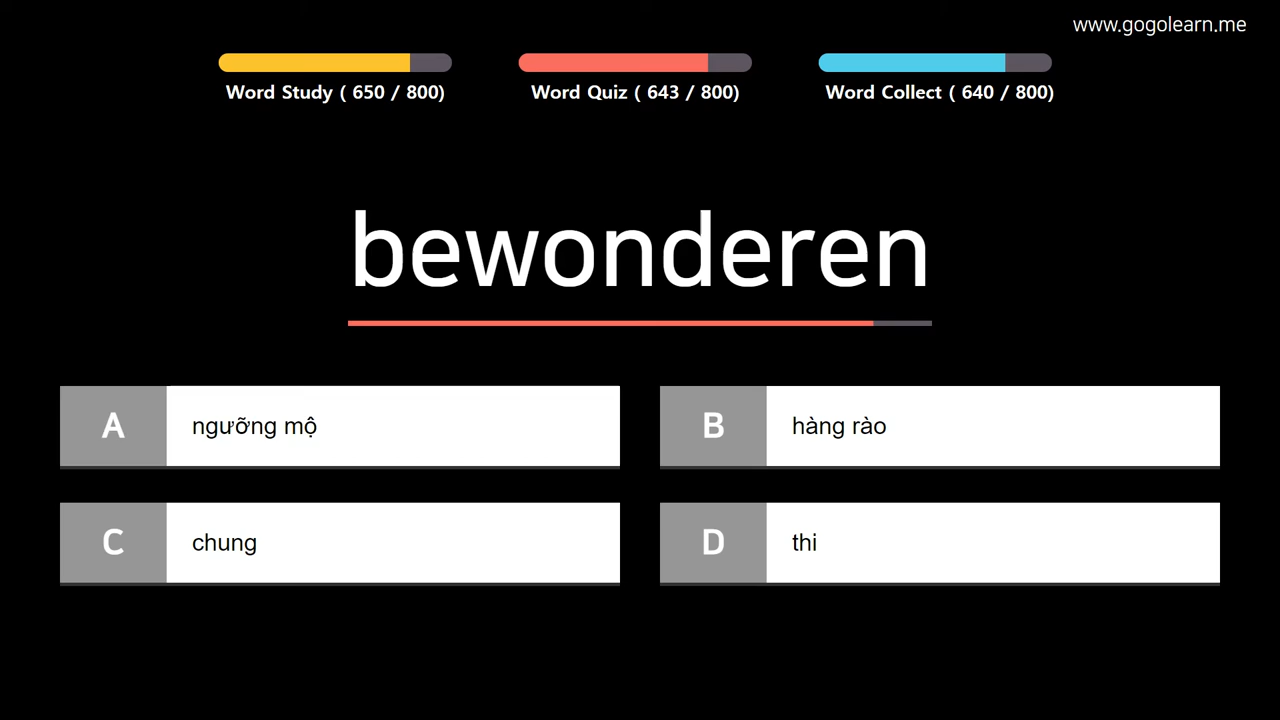 www.gogolearn.me
Word Study ( 650 / 800)
Word Quiz ( 643 / 800)
Word Collect ( 640 / 800)
bewonderen
A ngưỡng mộ
B hàng rào
C chung
D thi